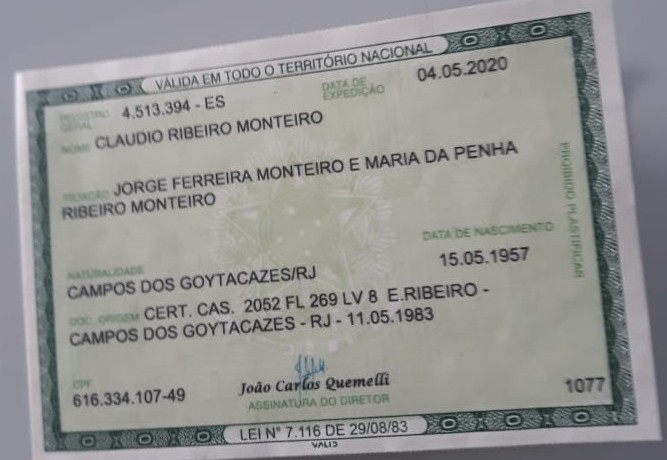 VÁLIDA EM TODO O TERRITÓRIO NACIONAL
REGISTRO GERAL 4.513.394 - ES DATA DE EXPEDIÇÃO 04.05.2020
NOME CLAUDIO RIBEIRO MONTEIRO
FILIAÇÃO JORGE FERREIRA MONTEIRO E MARIA DA PENHA
RIBEIRO MONTEIRO
NATURALIDADE DATA DE NASCIMENTO
CAMPOS DOS GOYTACAZES/RJ 15.05.1957
DOC. ORIGEM CERT. CAS. 2052 FL 269 LV 8 E.RIBEIRO -
CAMPOS DOS GOYTACAZES - RJ - 11.05.1983
CPF
616.334.107-49 João Carlos Quemelli 1077
ASSINATURA DO DIRETOR
LEI Nº 7.116 DE 29/08/83
VALID
PROIBIDO PLASTIFICAR